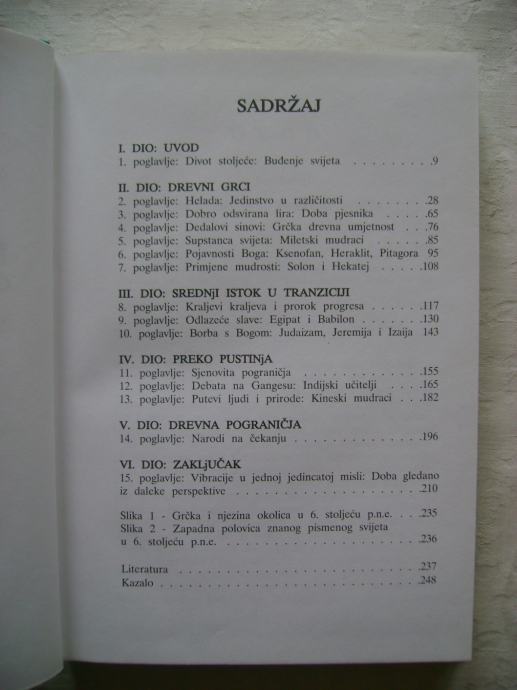 SADRŽAJ
I. DIO: UVOD
1. poglavlje: Divot stoljeće: Buđenje svijeta . . . . . . . . . 9
II. DIO: DREVNI GRCI
2. poglavlje: Helada: Jedinstvo u različitosti . . . . . . . 28
3. poglavlje: Dobro odsvirana lira: Doba pjesnika . . . . .65
4. poglavlje: Dedalovi sinovi: Grčka drevna umjetnost . . . .76
5. poglavlje: Supstanca svijeta: Miletski mudraci . . . . . .85
6. poglavlje: Pojavnosti Boga: Ksenofan, Heraklit, Pitagora 95
7. poglavlje: Primjene mudrosti: Solon i Hekatej . . . . .108
III. DIO: SREDNjI ISTOK U TRANZICIJI
8. poglavlje: Kraljevi kraljeva i prorok progresa . . . . . .117
9. poglavlje: Odlazeće slave: Egipat i Babilon . . . . . . .130
10. poglavlje: Borba s Bogom: Judaizam, Jeremija i Izaija 143
IV. DIO: PREKO PUSTINjA
11. poglavlje: Sjenovita pograničja . . . . . . . . . . . . .155
12. poglavlje: Debata na Gangesu: Indijski učitelji . . . . .165
13. poglavlje: Putevi ljudi i prirode: Kineski mudraci . . . .182
V. DIO: DREVNA POGRANIČJA
14. poglavlje: Narodi na čekanju . . . . . . . . . . . . . .196
VI. DIO: ZAKLjUČAK
15. poglavlje: Vibracije u jednoj jedincatoj misli: Doba gledano
iz daleke perspektive . . . . . . . . . . . . . . . . . . .210
Slika 1 - Grčka i njezina okolica u 6. stoljeću p.n.e. . . .235
Slika 2 - Zapadna polovica znanog pismenog svijeta
u 6. stoljeću p.n.e. . . . . . . . . . . . . . . . . . . . .236
Literatura . . . . . . . . . . . . . . . . . . . . . . . . .237
Kazalo . . . . . . . . . . . . . . . . . . . . . . . . . . .248